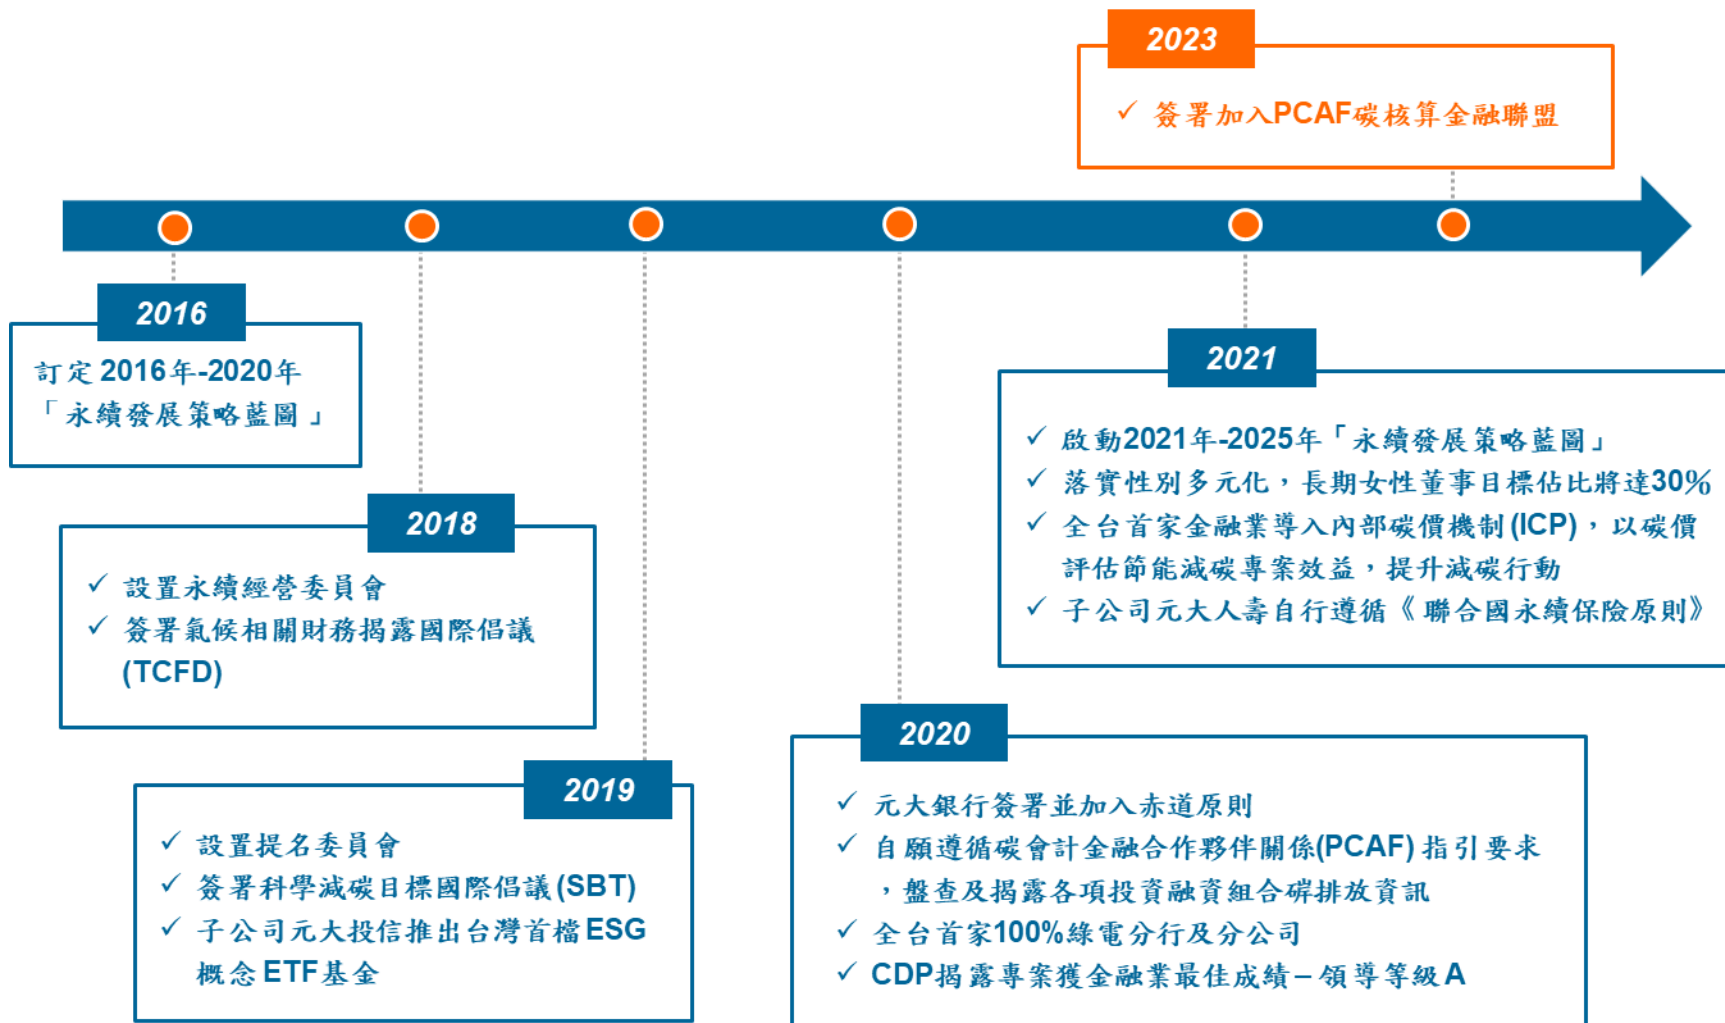 2023
✓ 簽署加入PCAF碳核算金融聯盟
2016
訂定 2016年-2020年
「永續發展策略藍圖」
2018
✓ 設置永續經營委員會
✓ 簽署氣候相關財務揭露國際倡議
(TCFD)
2019
✓ 設置提名委員會
✓ 簽署科學減碳目標國際倡議(SBT)
✓ 子公司元大投信推出台灣首檔ESG
概念ETF基金
2020
✓ 元大銀行簽署並加入赤道原則
✓ 自願遵循碳會計金融合作夥伴關係(PCAF) 指引要求
，盤查及揭露各項投資融資組合碳排放資訊
✓ 全台首家100%綠電分行及分公司
✓ CDP揭露專案獲金融業最佳成績–領導等級A
2021
✓ 啟動2021年-2025年「永續發展策略藍圖」
✓ 落實性別多元化，長期女性董事目標佔比將達30%
✓ 全台首家金融業導入內部碳價機制(ICP)，以碳價
評估節能減碳專案效益，提升減碳行動
✓ 子公司元大人壽自行遵循《聯合國永續保險原則》